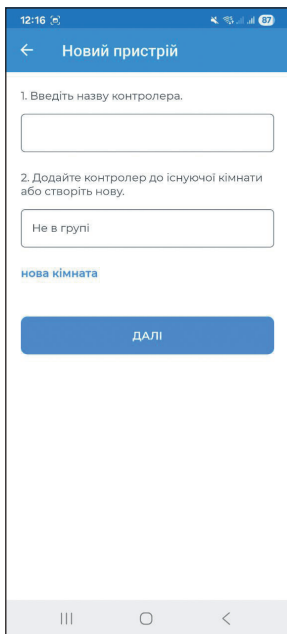 12:16 87
Новий пристрій
1. Введіть назву контролера.
2. Додайте контролер до існуючої кімнати
або створіть нову.
Не в групі
нова кімната
ДАЛІ